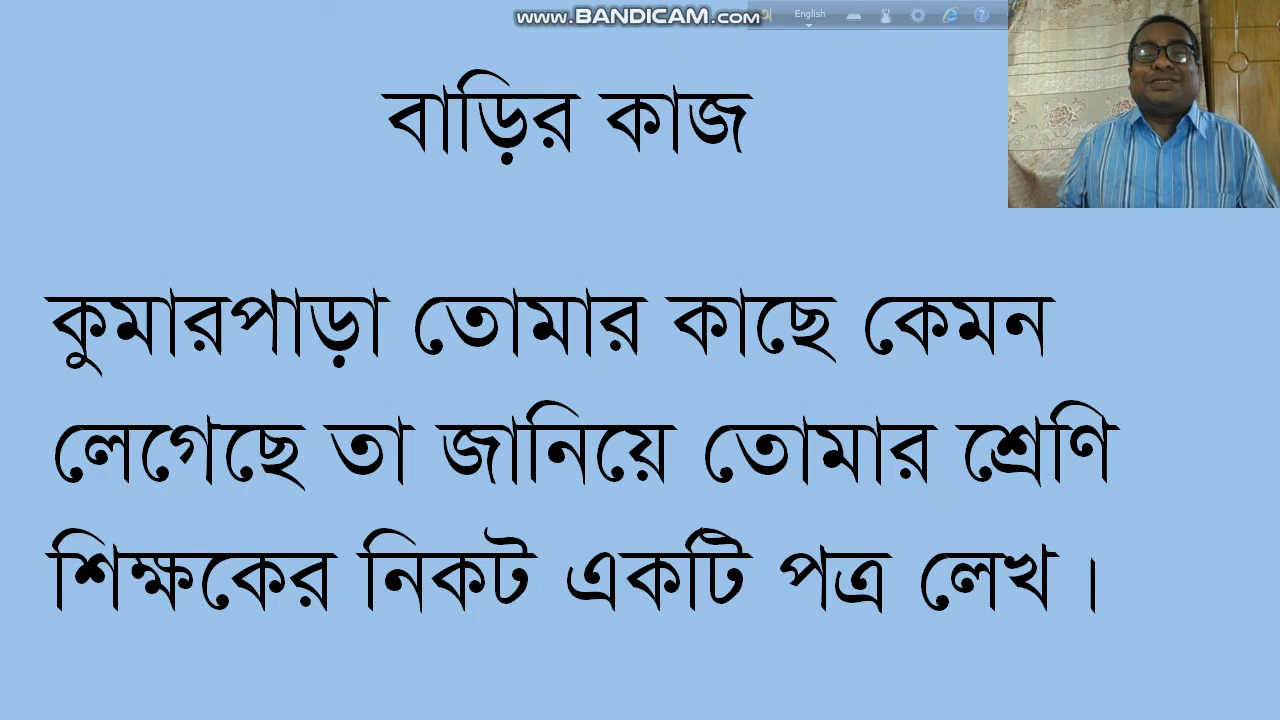 www.BANDICAM.com
English
বাড়ির কাজ
কুমারপাড়া তোমার কাছে কেমন
লেগেছে তা জানিয়ে তোমার শ্রেণি
শিক্ষকের নিকট একটি পত্র লেখ।